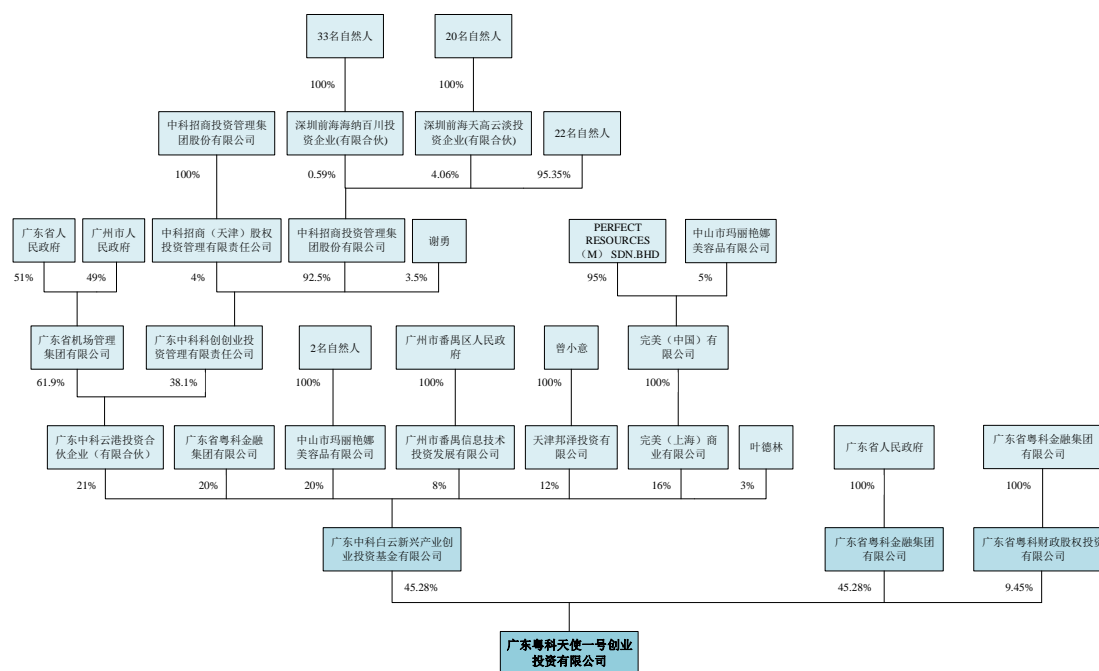 33名自然人
20名自然人
100%
100%
中科招商投资管理集
团股份有限公司
深圳前海海纳百川投
资企业(有限合伙)
深圳前海天高云淡投
资企业(有限合伙)
22名自然人
100%
0.59%
4.06%
95.35%
广东省人
民政府
广州市人
民政府
中科招商（天津）股权
投资管理有限责任公司
中科招商投资管理集
团股份有限公司
谢勇
PERFECT
RESOURCES
（M） SDN.BHD
中山市玛丽艳娜
美容品有限公司
51%
49%
4%
92.5%
3.5%
95%
5%
广东省机场管理
集团有限公司
广东中科科创创业投
资管理有限责任公司
2名自然人
广州市番禺区人民政
府
曾小意
完美（中国）有
限公司
61.9%
38.1%
100%
100%
100%
100%
广东中科云港投资合
伙企业（有限合伙）
广东省粤科金融
集团有限公司
中山市玛丽艳娜
美容品有限公司
广州市番禺信息技术
投资发展有限公司
天津邦泽投资有
限公司
完美（上海）商
业有限公司
叶德林
广东省人民政府
广东省粤科金融集团
有限公司
21%
20%
20%
8%
12%
16%
3%
100%
100%
广东中科白云新兴产业创
业投资基金有限公司
广东省粤科金融集团
有限公司
广东省粤科财政股权投资
有限公司
45.28%
45.28%
9.45%
广东粤科天使一号创业
投资有限公司